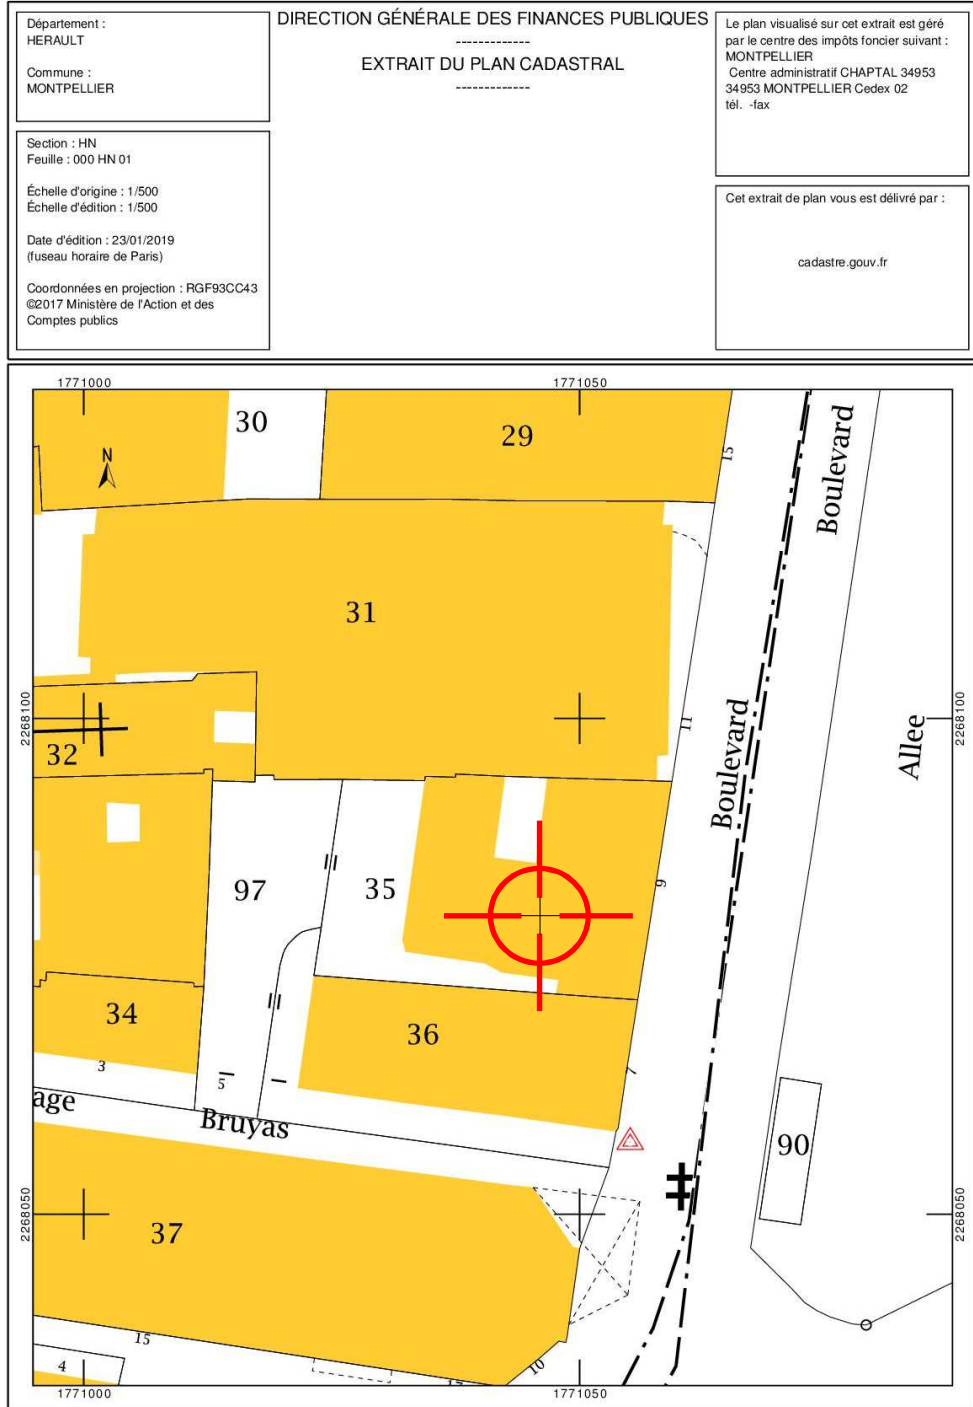 Département :
HERAULT
Commune :
MONTPELLIER
Section : HN
Feuille : 000 HN 01
Échelle d'origine : 1/500
Échelle d'édition : 1/500
Date d'édition : 23/01/2019
(fuseau horaire de Paris)
Coordonnées en projection : RGF93CC43
©2017 Ministère de l'Action et des
Comptes publics
DIRECTION GÉNÉRALE DES FINANCES PUBLIQUES
-------------
EXTRAIT DU PLAN CADASTRAL
-------------
Le plan visualisé sur cet extrait est géré
par le centre des impôts foncier suivant :
MONTPELLIER
Centre administratif CHAPTAL 34953
34953 MONTPELLIER Cedex 02
tél. -fax
Cet extrait de plan vous est délivré par :
cadastre.gouv.fr
1771000
1771050
30
29
15
Boulevard
N
31
2268100
32
11
Boulevard
Allee
2268100
97
35
9
34
36
3
5
7
age
Bruyas
90
2268050
37
2268050
15
4
10
17
1771000
1771050